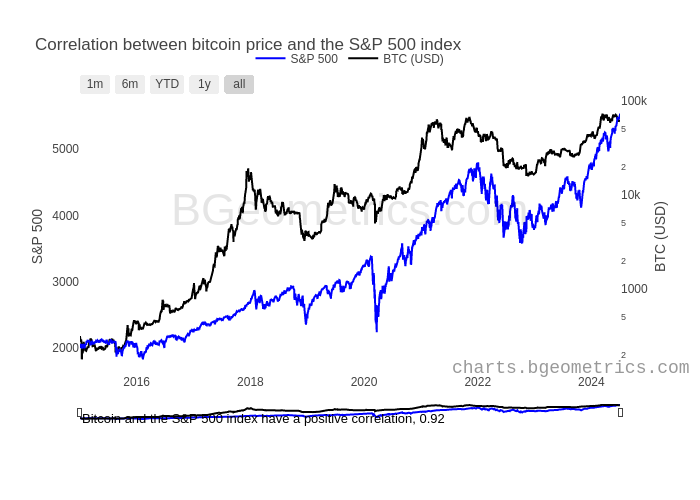 Correlation between bitcoin price and the S&P 500 index
S&P 500 BTC (USD)
1m 6m YTD 1y all
100k
5
5000
2
BGeometrics.com
10k
4000
5
S&P 500
BTC (USD)
2
3000
1000
5
2000
2
charts.bgeometrics.com
2016 2018 2020 2022 2024
Bitcoin and the S&P 500 index have a positive correlation, 0.92